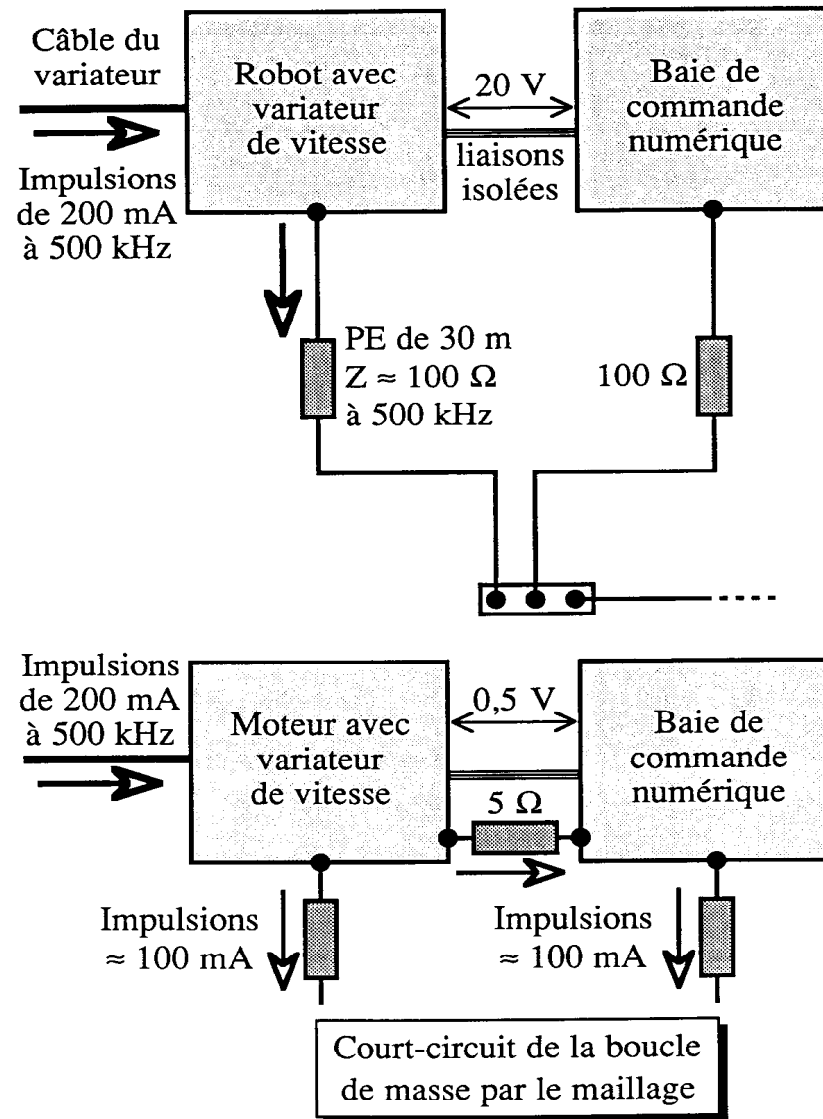 Câble du
variateur
Impulsions
de 200 mA
à 500 kHz
Robot avec
variateur
de vitesse
20 V
liaisons
isolées
Baie de
commande
numérique
PE de 30 m
Z ≈ 100 Ω
à 500 kHz
100 Ω
Impulsions
de 200 mA
à 500 kHz
Moteur avec
variateur
de vitesse
0,5 V
5 Ω
Baie de
commande
numérique
Impulsions
≈ 100 mA
Impulsions
≈ 100 mA
Court-circuit de la boucle
de masse par le maillage